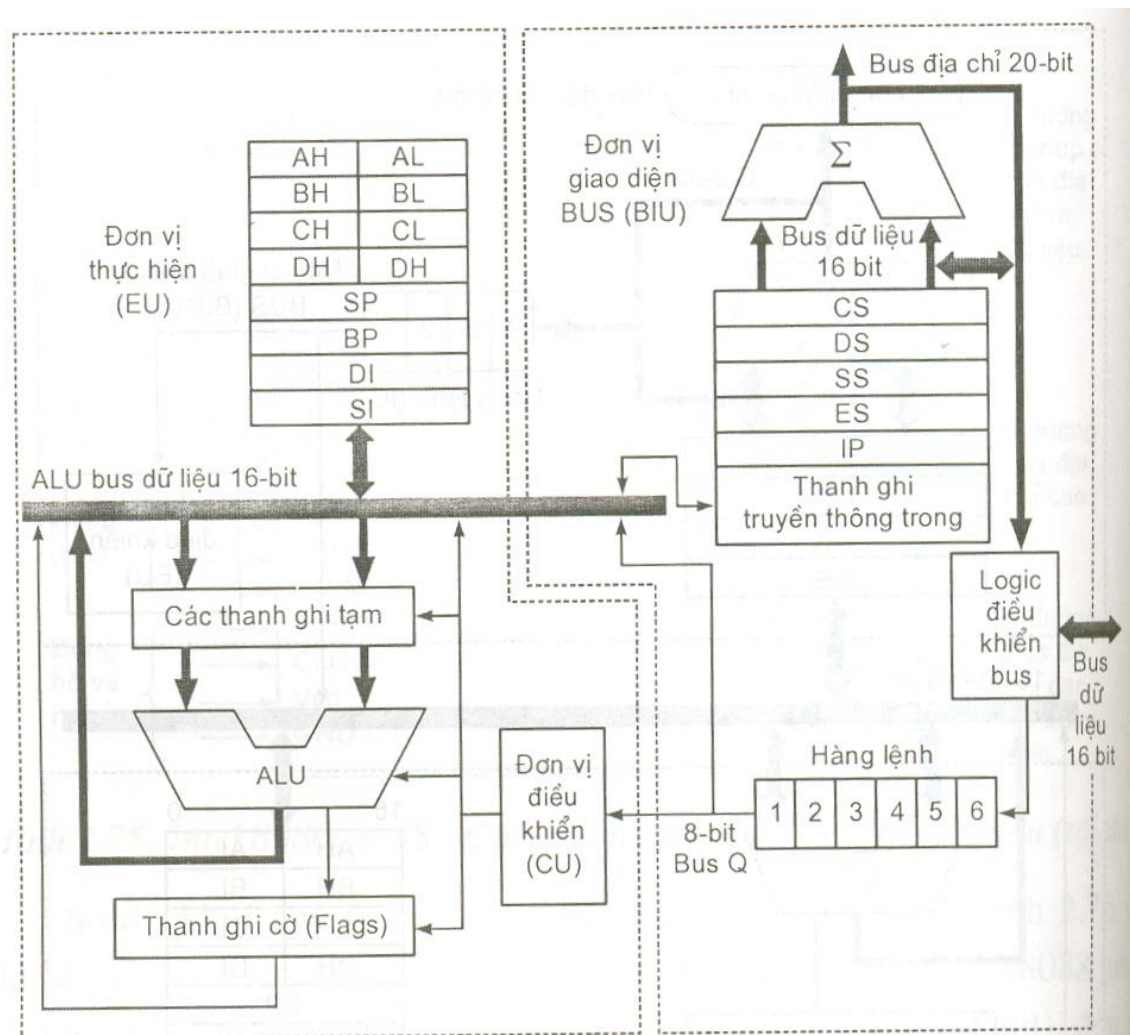 Bus địa chỉ 20-bit
Đơn vị
giao diện
BUS (BIU)
Σ
Bus dữ liệu
16 bit
AH AL
BH BL
CH CL
DH DH
SP
BP
DI
SI
Đơn vị
thực hiện
(EU)
CS
DS
SS
ES
IP
Thanh ghi
truyền thông trong
ALU bus dữ liệu 16-bit
Các thanh ghi tạm
ALU
Thanh ghi cờ (Flags)
Đơn vị
điều
khiển
(CU)
8-bit
Bus Q
Hàng lệnh
1 2 3 4 5 6
Logic
điều
khiển
bus
Bus
dữ
liệu
16 bit